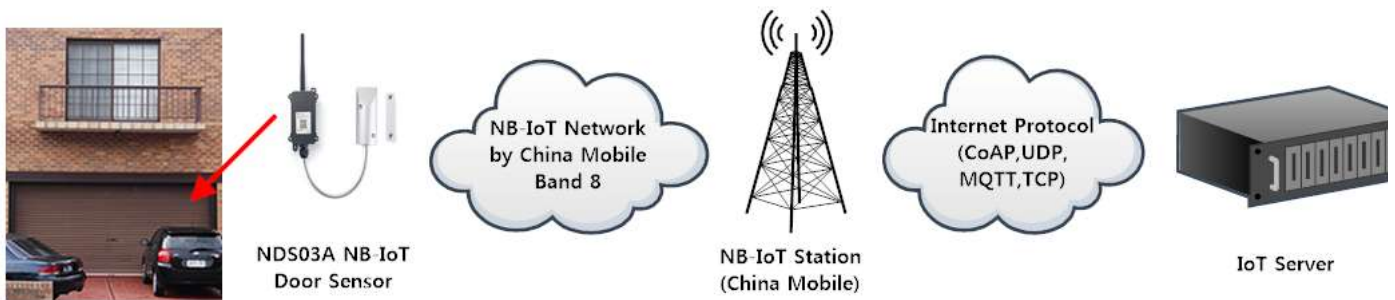 NDS03A NB-IoT
Door Sensor
NB-IoT Network
by China Mobile
Band 8
NB-IoT Station
(China Mobile)
Internet Protocol
(CoAP,UDP,
MQTT,TCP)
IoT Server